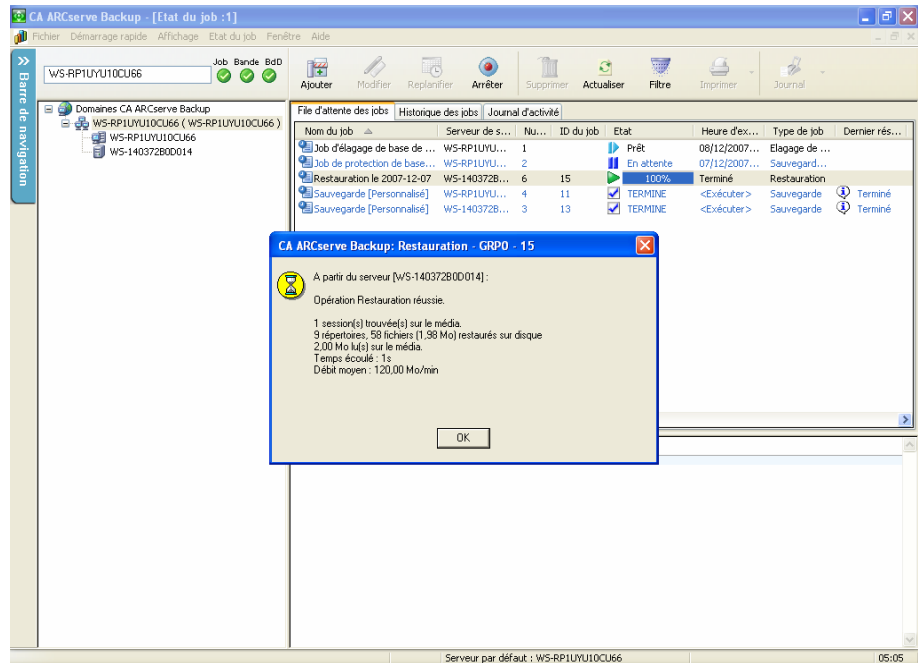 CA ARCserve Backup - [Etat du job :1]
Fichier Démarrage rapide Affichage Etat du job Fenêtre Aide
Barre de navigation
WS-RP1UYU10CU66
Job Bande BdD
Ajouter Modifier Replanifier Arrêter Supprimer Actualiser Filtre Imprimer Journal
Domaines CA ARCserve Backup
WS-RP1UYU10CU66 ( WS-RP1UYU10CU66 )
WS-RP1UYU10CU66
WS-140372B0D014
File d'attente des jobs Historique des jobs Journal d'activité
Nom du job Serveur de s... Nu... ID du job Etat Heure d'ex... Type de job Dernier rés...
Job d'élagage de base de ... WS-RP1UYU... 1 Prêt 08/12/2007... Elagage de ...
Job de protection de base... WS-RP1UYU... 2 En attente 07/12/2007... Sauvegard...
Restauration le 2007-12-07 WS-140372B... 6 15 100% Terminé Restauration
Sauvegarde [Personnalisé] WS-RP1UYU... 4 11 TERMINE <Exécuter> Sauvegarde Terminé
Sauvegarde [Personnalisé] WS-140372B... 3 13 TERMINE <Exécuter> Sauvegarde Terminé
CA ARCserve Backup: Restauration - GRP0 - 15
A partir du serveur [WS-140372B0D014] :
Opération Restauration réussie.
1 session(s) trouvée(s) sur le média.
9 répertoires, 58 fichiers (1,98 Mo) restaurés sur disque
2,00 Mo lu(s) sur le média.
Temps écoulé : 1s
Débit moyen : 120,00 Mo/min
OK
Serveur par défaut : WS-RP1UYU10CU66
05:05